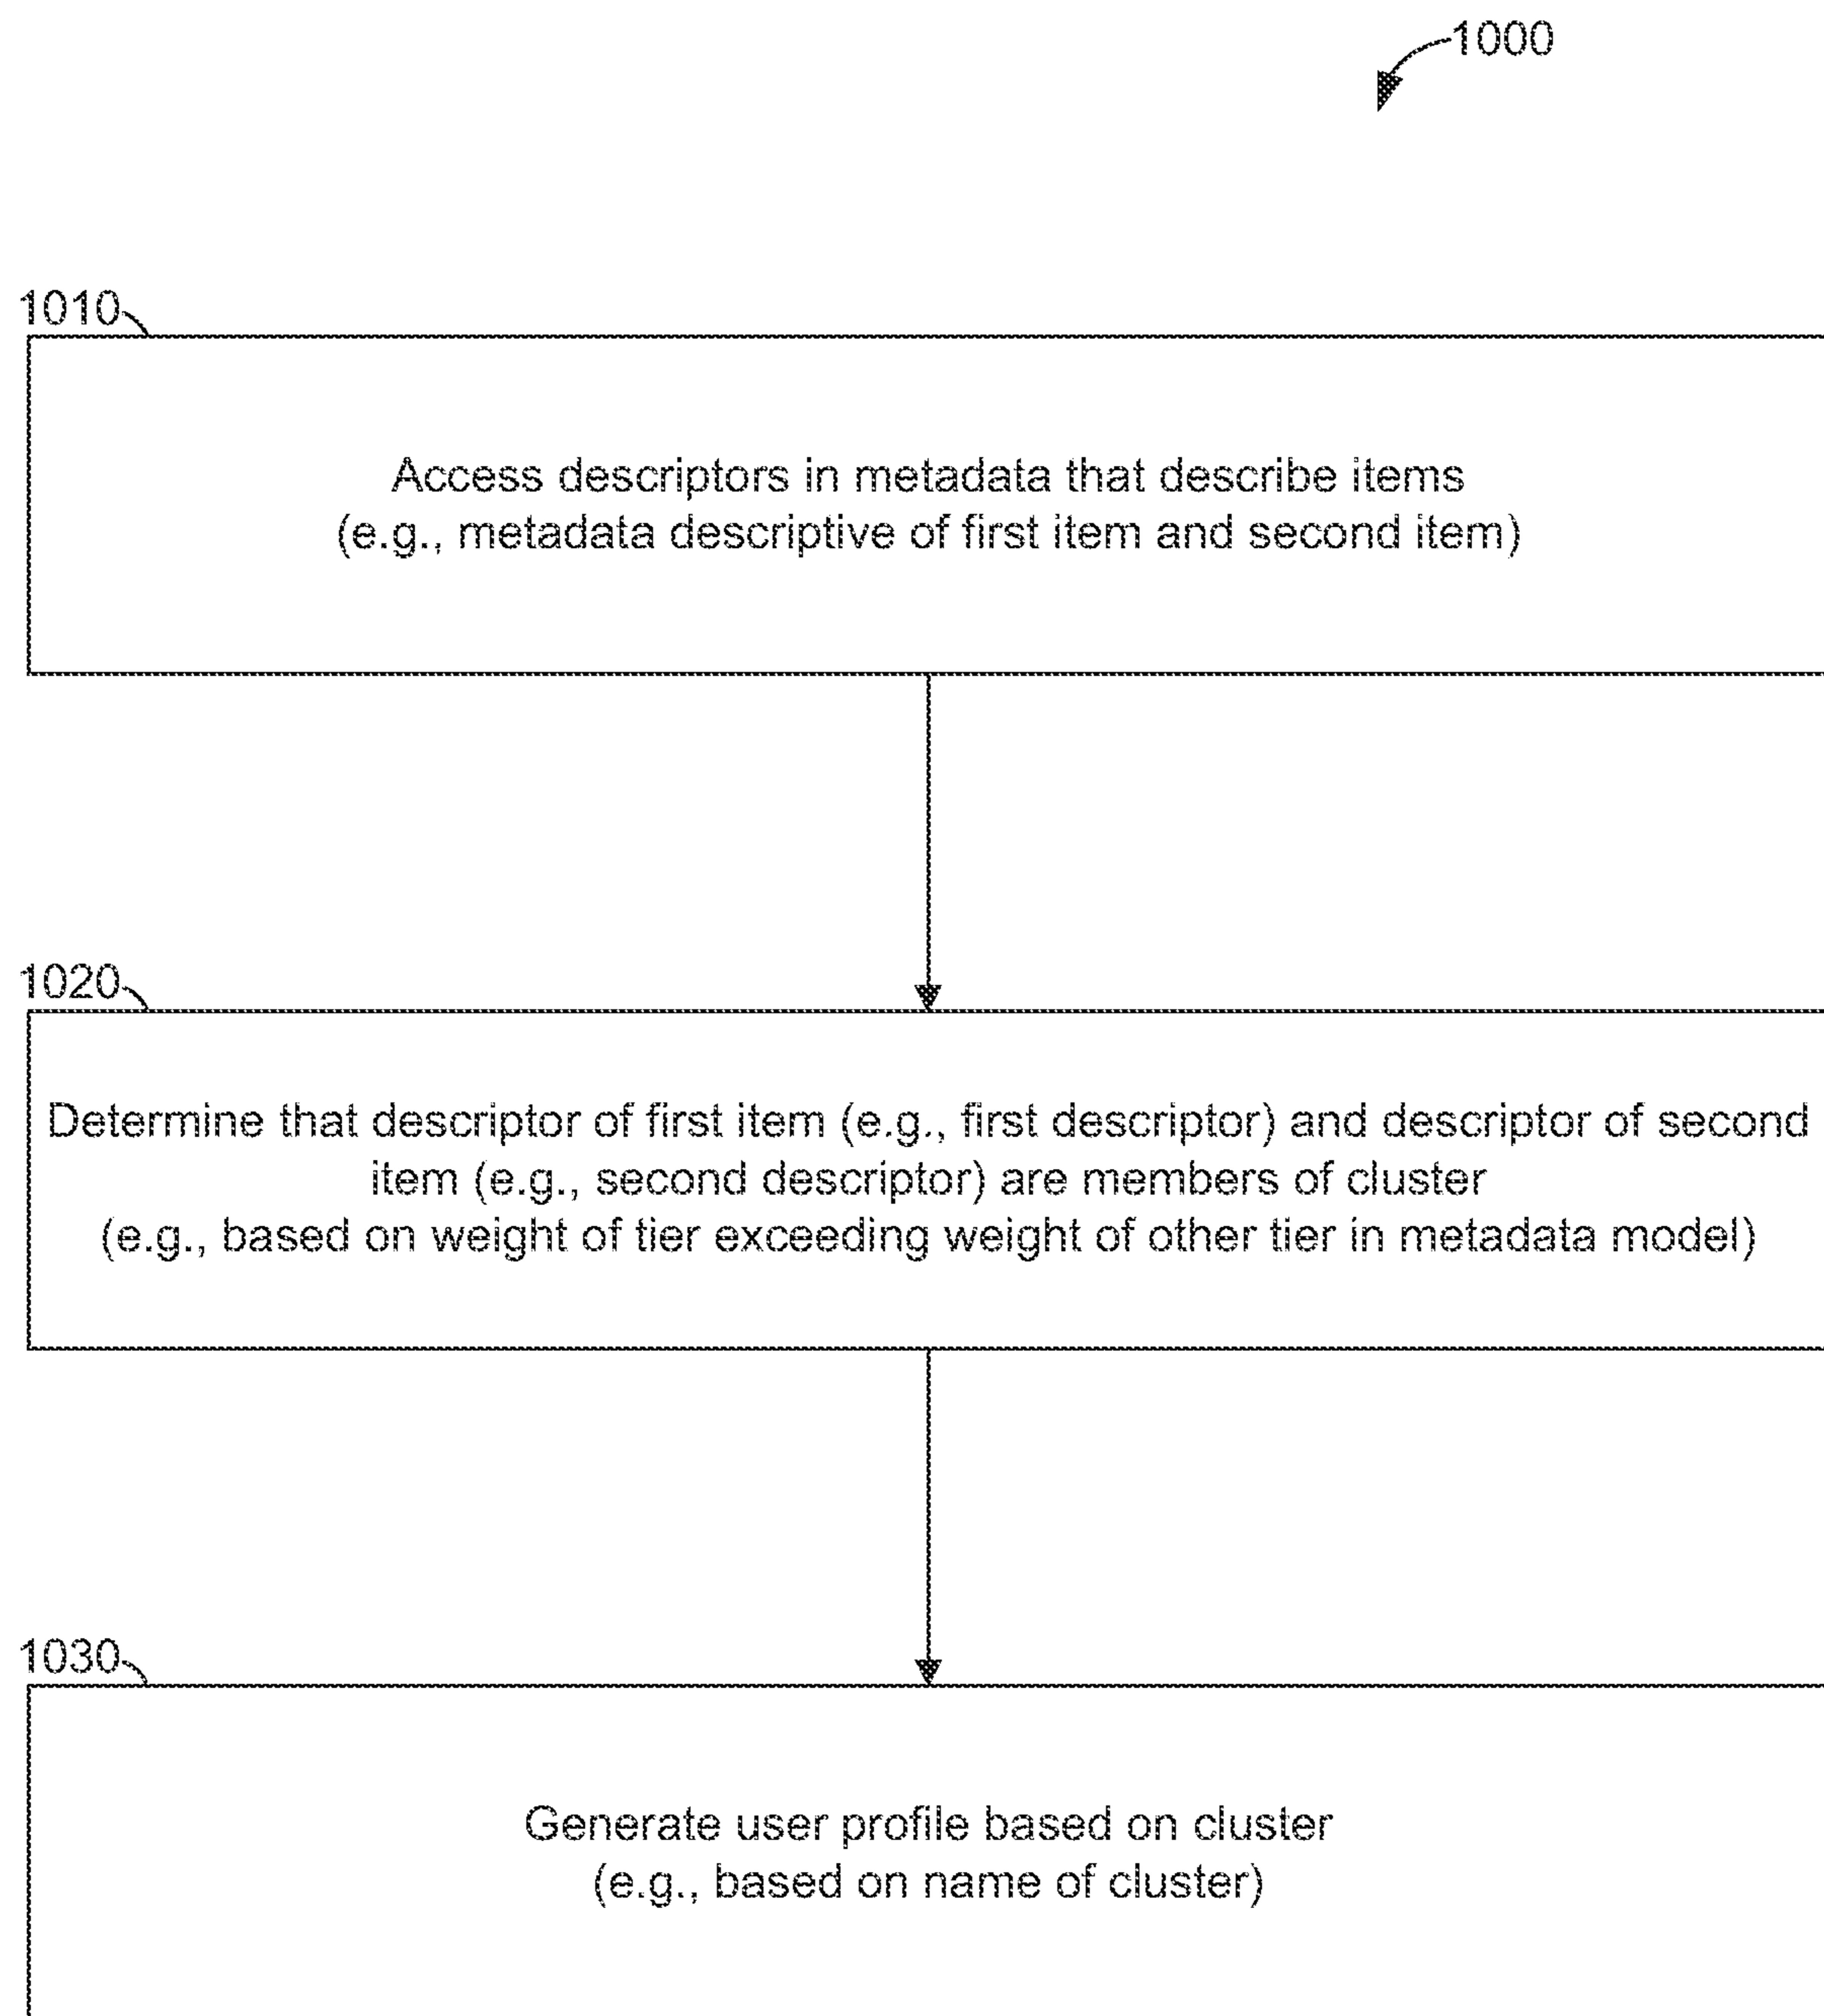 1000
1010
Access descriptors in metadata that describe items
(e.g., metadata descriptive of first item and second item)
1020
Determine that descriptor of first item (e.g., first descriptor) and descriptor of second
item (e.g., second descriptor) are members of cluster
(e.g., based on weight of tier exceeding weight of other tier in metadata model)
1030
Generate user profile based on cluster
(e.g., based on name of cluster)